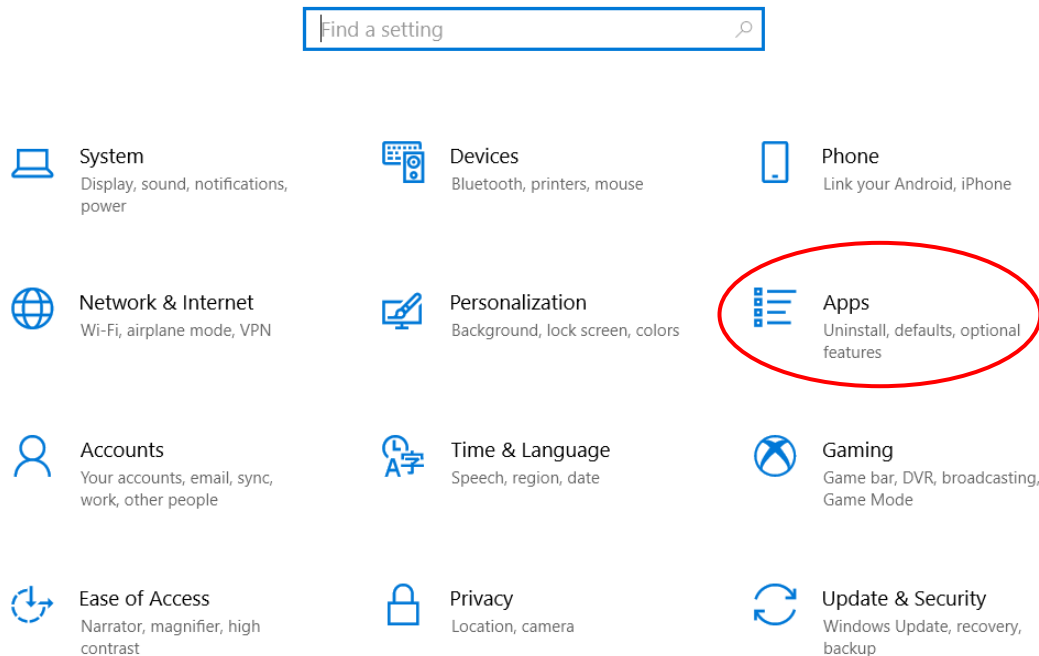 Find a setting
System
Display, sound, notifications,
power
Devices
Bluetooth, printers, mouse
Phone
Link your Android, iPhone
Network & Internet
Wi-Fi, airplane mode, VPN
Personalization
Background, lock screen, colors
Apps
Uninstall, defaults, optional
features
Accounts
Your accounts, email, sync,
work, other people
Time & Language
Speech, region, date
Gaming
Game bar, DVR, broadcasting,
Game Mode
Ease of Access
Narrator, magnifier, high
contrast
Privacy
Location, camera
Update & Security
Windows Update, recovery,
backup